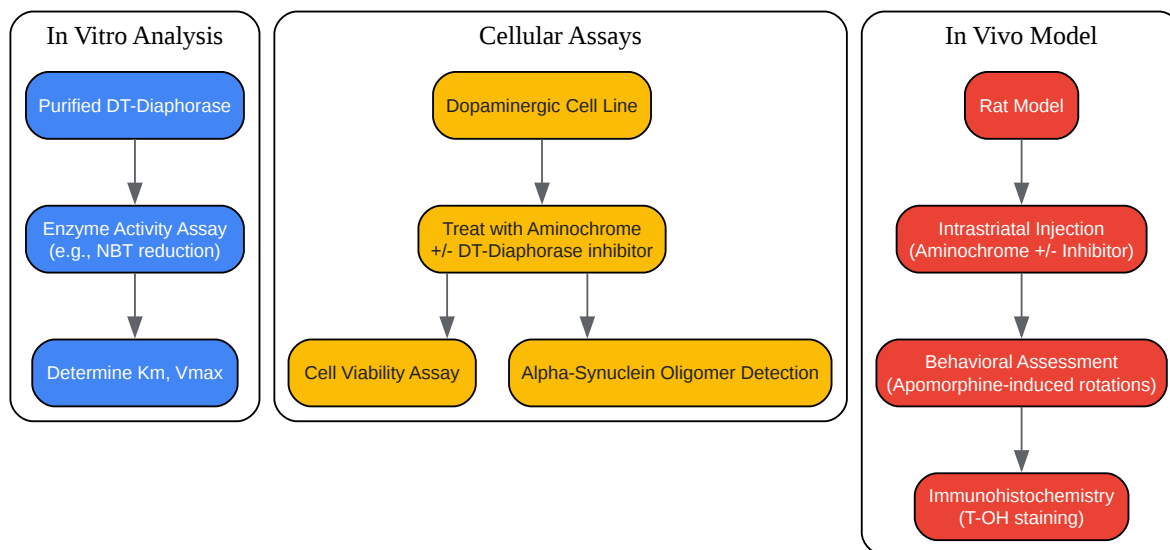 In Vitro Analysis
Purified DT-Diaphorase
Enzyme Activity Assay
(e.g., NBT reduction)
Determine Km, Vmax
Cellular Assays
Dopaminergic Cell Line
Treat with Aminochrome
+/- DT-Diaphorase inhibitor
Cell Viability Assay
Alpha-Synuclein Oligomer Detection
In Vivo Model
Rat Model
Intrastriatal Injection
(Aminochrome +/- Inhibitor)
Behavioral Assessment
(Apomorphine-induced rotations)
Immunohistochemistry
(T-OH staining)